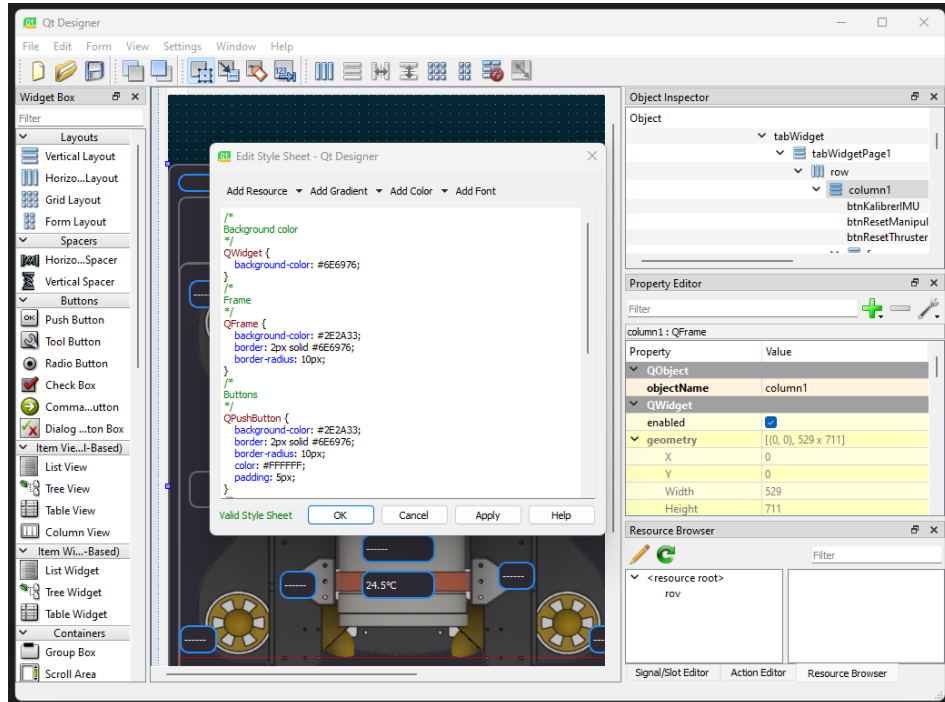 Qt Designer
File Edit Form View Settings Window Help
Widget Box
Filter
Layouts
Vertical Layout
Horizo...Layout
Grid Layout
Form Layout
Spacers
Horizo...Spacer
Vertical Spacer
Buttons
Push Button
Tool Button
Radio Button
Check Box
Comma...utton
Dialog ...ton Box
Item Vie...l-Based)
List View
Tree View
Table View
Column View
Item Wi...-Based)
List Widget
Tree Widget
Table Widget
Containers
Group Box
Scroll Area
Edit Style Sheet - Qt Designer
Add Resource Add Gradient Add Color Add Font
/*
Background color
*/
QWidget {
background-color: #6E6976;
}
/*
Frame
*/
QFrame {
background-color: #2E2A33;
border: 2px solid #6E6976;
border-radius: 10px;
}
/*
Buttons
*/
QPushButton {
background-color: #2E2A33;
border: 2px solid #6E6976;
border-radius: 10px;
color: #FFFFFF;
padding: 5px;
}
Valid Style Sheet OK Cancel Apply Help
------
------ 24.5ºC ------
------
Object Inspector
Object
tabWidget
tabWidgetPage1
row
column1
btnKalibrerIMU
btnResetManipul
btnResetThruster
Property Editor
Filter
column1 : QFrame
Property Value
QObject
objectName column1
QWidget
enabled
geometry [(0, 0), 529 x 711]
X 0
Y 0
Width 529
Height 711
Resource Browser
Filter
<resource root>
rov
Signal/Slot Editor Action Editor Resource Browser